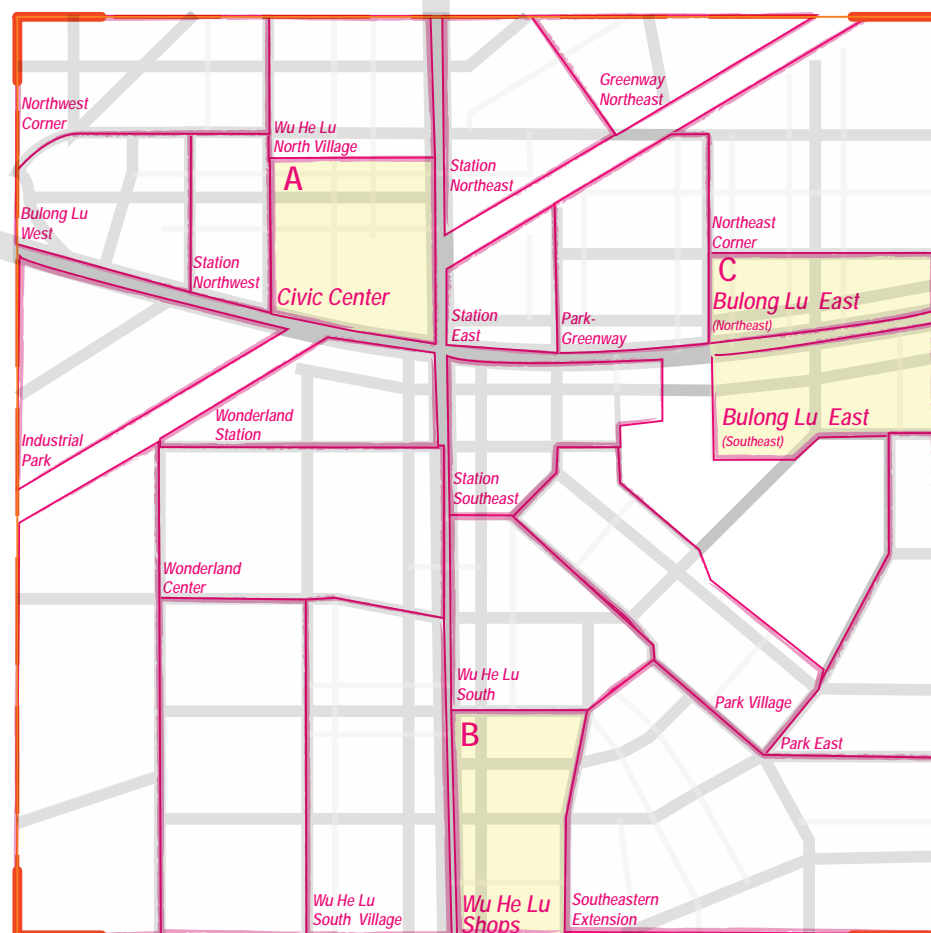 Greenway
Northeast
Northwest
Corner
Wu He Lu
North Village
Station
Northeast
A
Bulong Lu
West
Northeast
Corner
Station
Northwest
C
Civic Center
Bulong Lu East
(Northeast)
Station
East
Park-
Greenway
Wonderland
Station
Bulong Lu East
(Southeast)
Industrial
Park
Station
Southeast
Wonderland
Center
Wu He Lu
South
Park Village
B
Park East
Wu He Lu
South Village
Wu He Lu
Shops
Southeastern
Extension